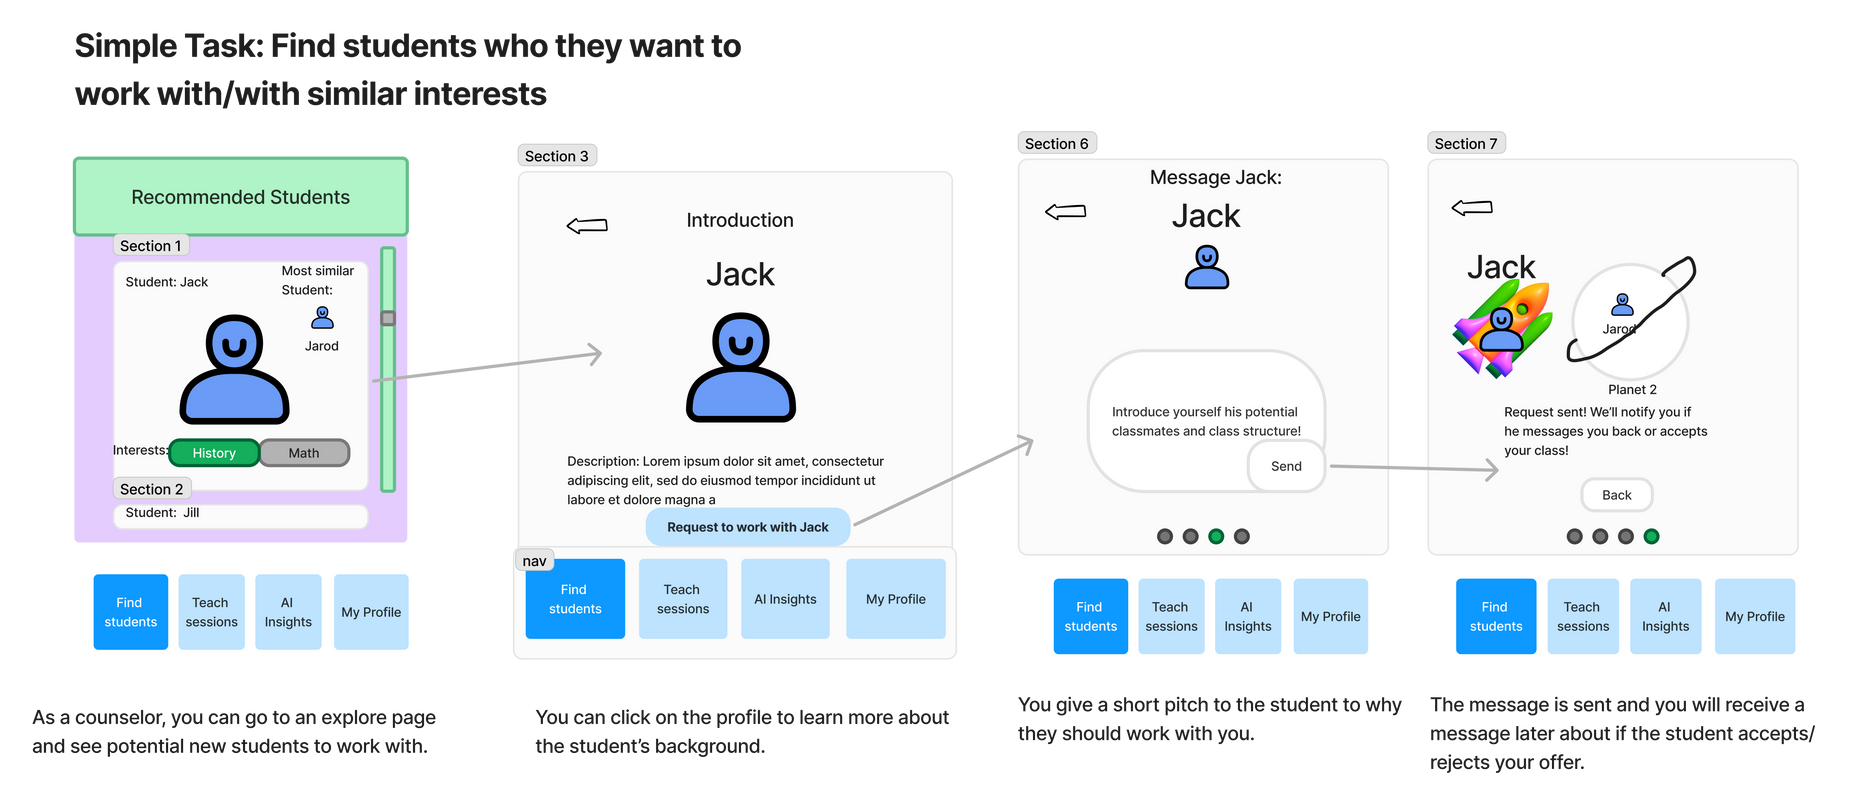 Simple Task: Find students who they want to
work with/with similar interests
Recommended Students
Section 1
Student: Jack
Most similar
Student:
Jarod
Interests:
History
Math
Section 2
Student:  Jill
Find
students
Teach
sessions
AI
Insights
My Profile
As a counselor, you can go to an explore page
and see potential new students to work with.
Section 3
Introduction
Jack
Description: Lorem ipsum dolor sit amet, consectetur
adipiscing elit, sed do eiusmod tempor incididunt ut
labore et dolore magna a
Request to work with Jack
nav
Find
students
Teach
sessions
AI Insights
My Profile
You can click on the profile to learn more about
the student’s background.
Section 6
Message Jack:
Jack
Introduce yourself his potential
classmates and class structure!
Send
Find
students
Teach
sessions
AI
Insights
My Profile
You give a short pitch to the student to why
they should work with you.
Section 7
Jack
Jarod
Planet 2
Request sent! We’ll notify you if
he messages you back or accepts
your class!
Back
Find
students
Teach
sessions
AI
Insights
My Profile
The message is sent and you will receive a
message later about if the student accepts/
rejects your offer.